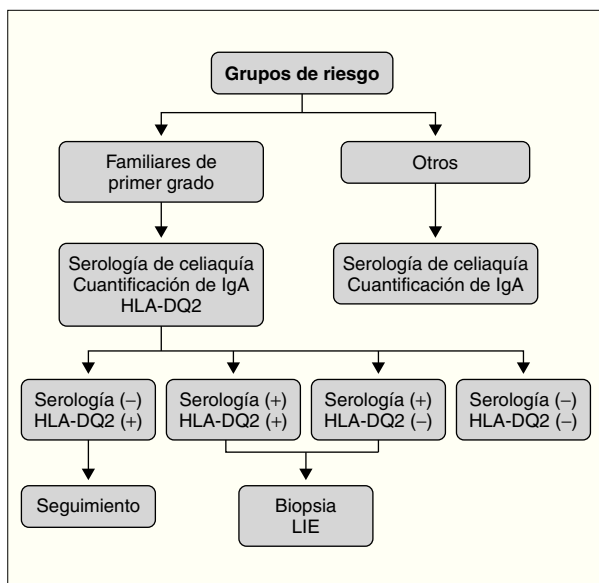 Grupos de riesgo
Familiares de
primer grado
Otros
Serología de celiaquía
Cuantificación de IgA
HLA-DQ2
Serología de celiaquía
Cuantificación de IgA
Serología (−)
HLA-DQ2 (+)
Serología (+)
HLA-DQ2 (+)
Serología (+)
HLA-DQ2 (−)
Serología (−)
HLA-DQ2 (−)
Seguimiento
Biopsia
LIE